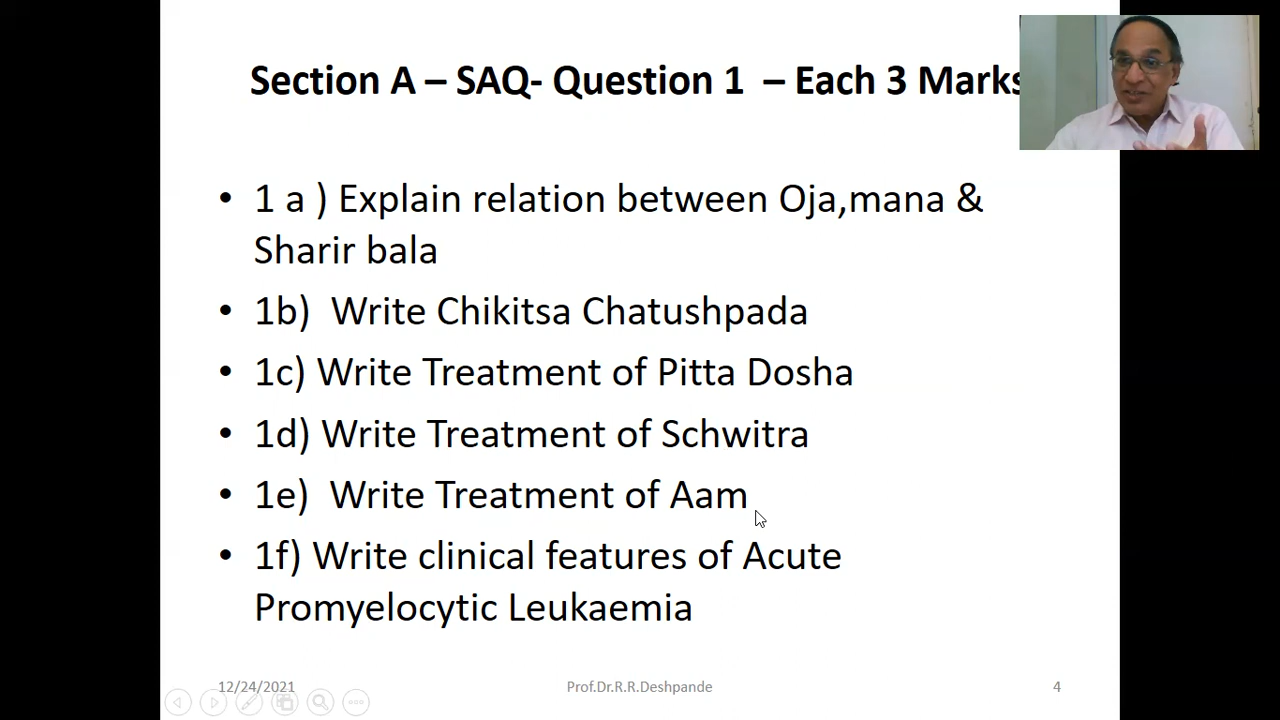 Section A – SAQ- Question 1 – Each 3 Marks
• 1 a ) Explain relation between Oja,mana &
Sharir bala
• 1b) Write Chikitsa Chatushpada
• 1c) Write Treatment of Pitta Dosha
• 1d) Write Treatment of Schwitra
• 1e) Write Treatment of Aam
• 1f) Write clinical features of Acute
Promyelocytic Leukaemia
12/24/2021
Prof.Dr.R.R.Deshpande
4